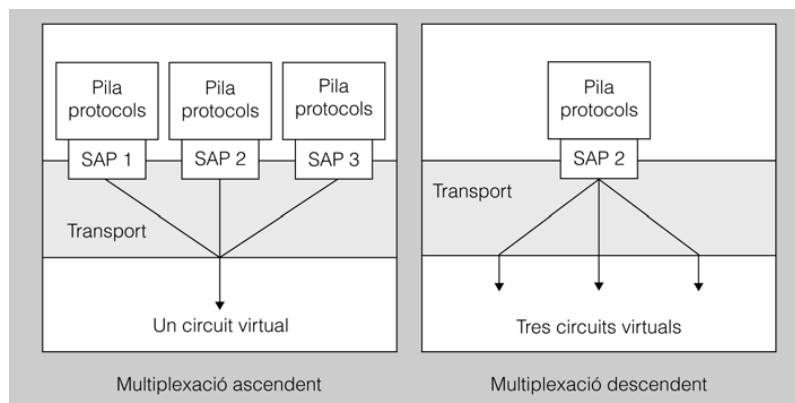 Pila
protocols
Pila
protocols
Pila
protocols
SAP 1
SAP 2
SAP 3
Transport
Un circuit virtual
Multiplexació ascendent
Pila
protocols
SAP 2
Transport
Tres circuits virtuals
Multiplexació descendent